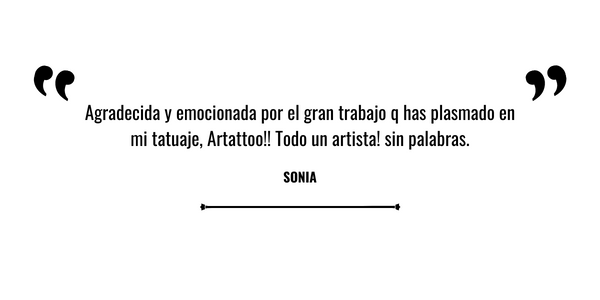 Agradecida y emocionada por el gran trabajo q has plasmado en
mi tatuaje, Artattoo!! Todo un artista! sin palabras.
SONIA